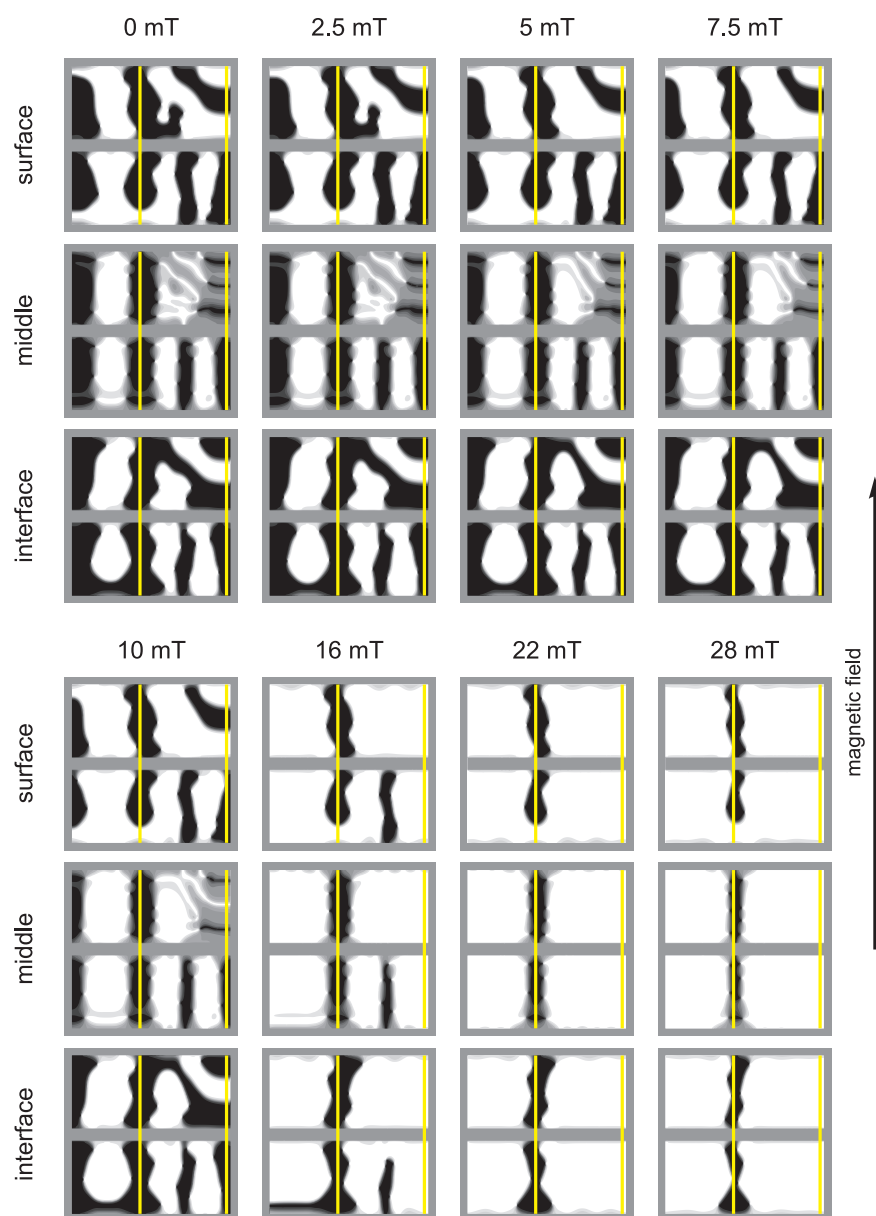 0 mT 2.5 mT 5 mT 7.5 mT
surface
middle
interface
10 mT 16 mT 22 mT 28 mT
surface
middle
interface
magnetic field